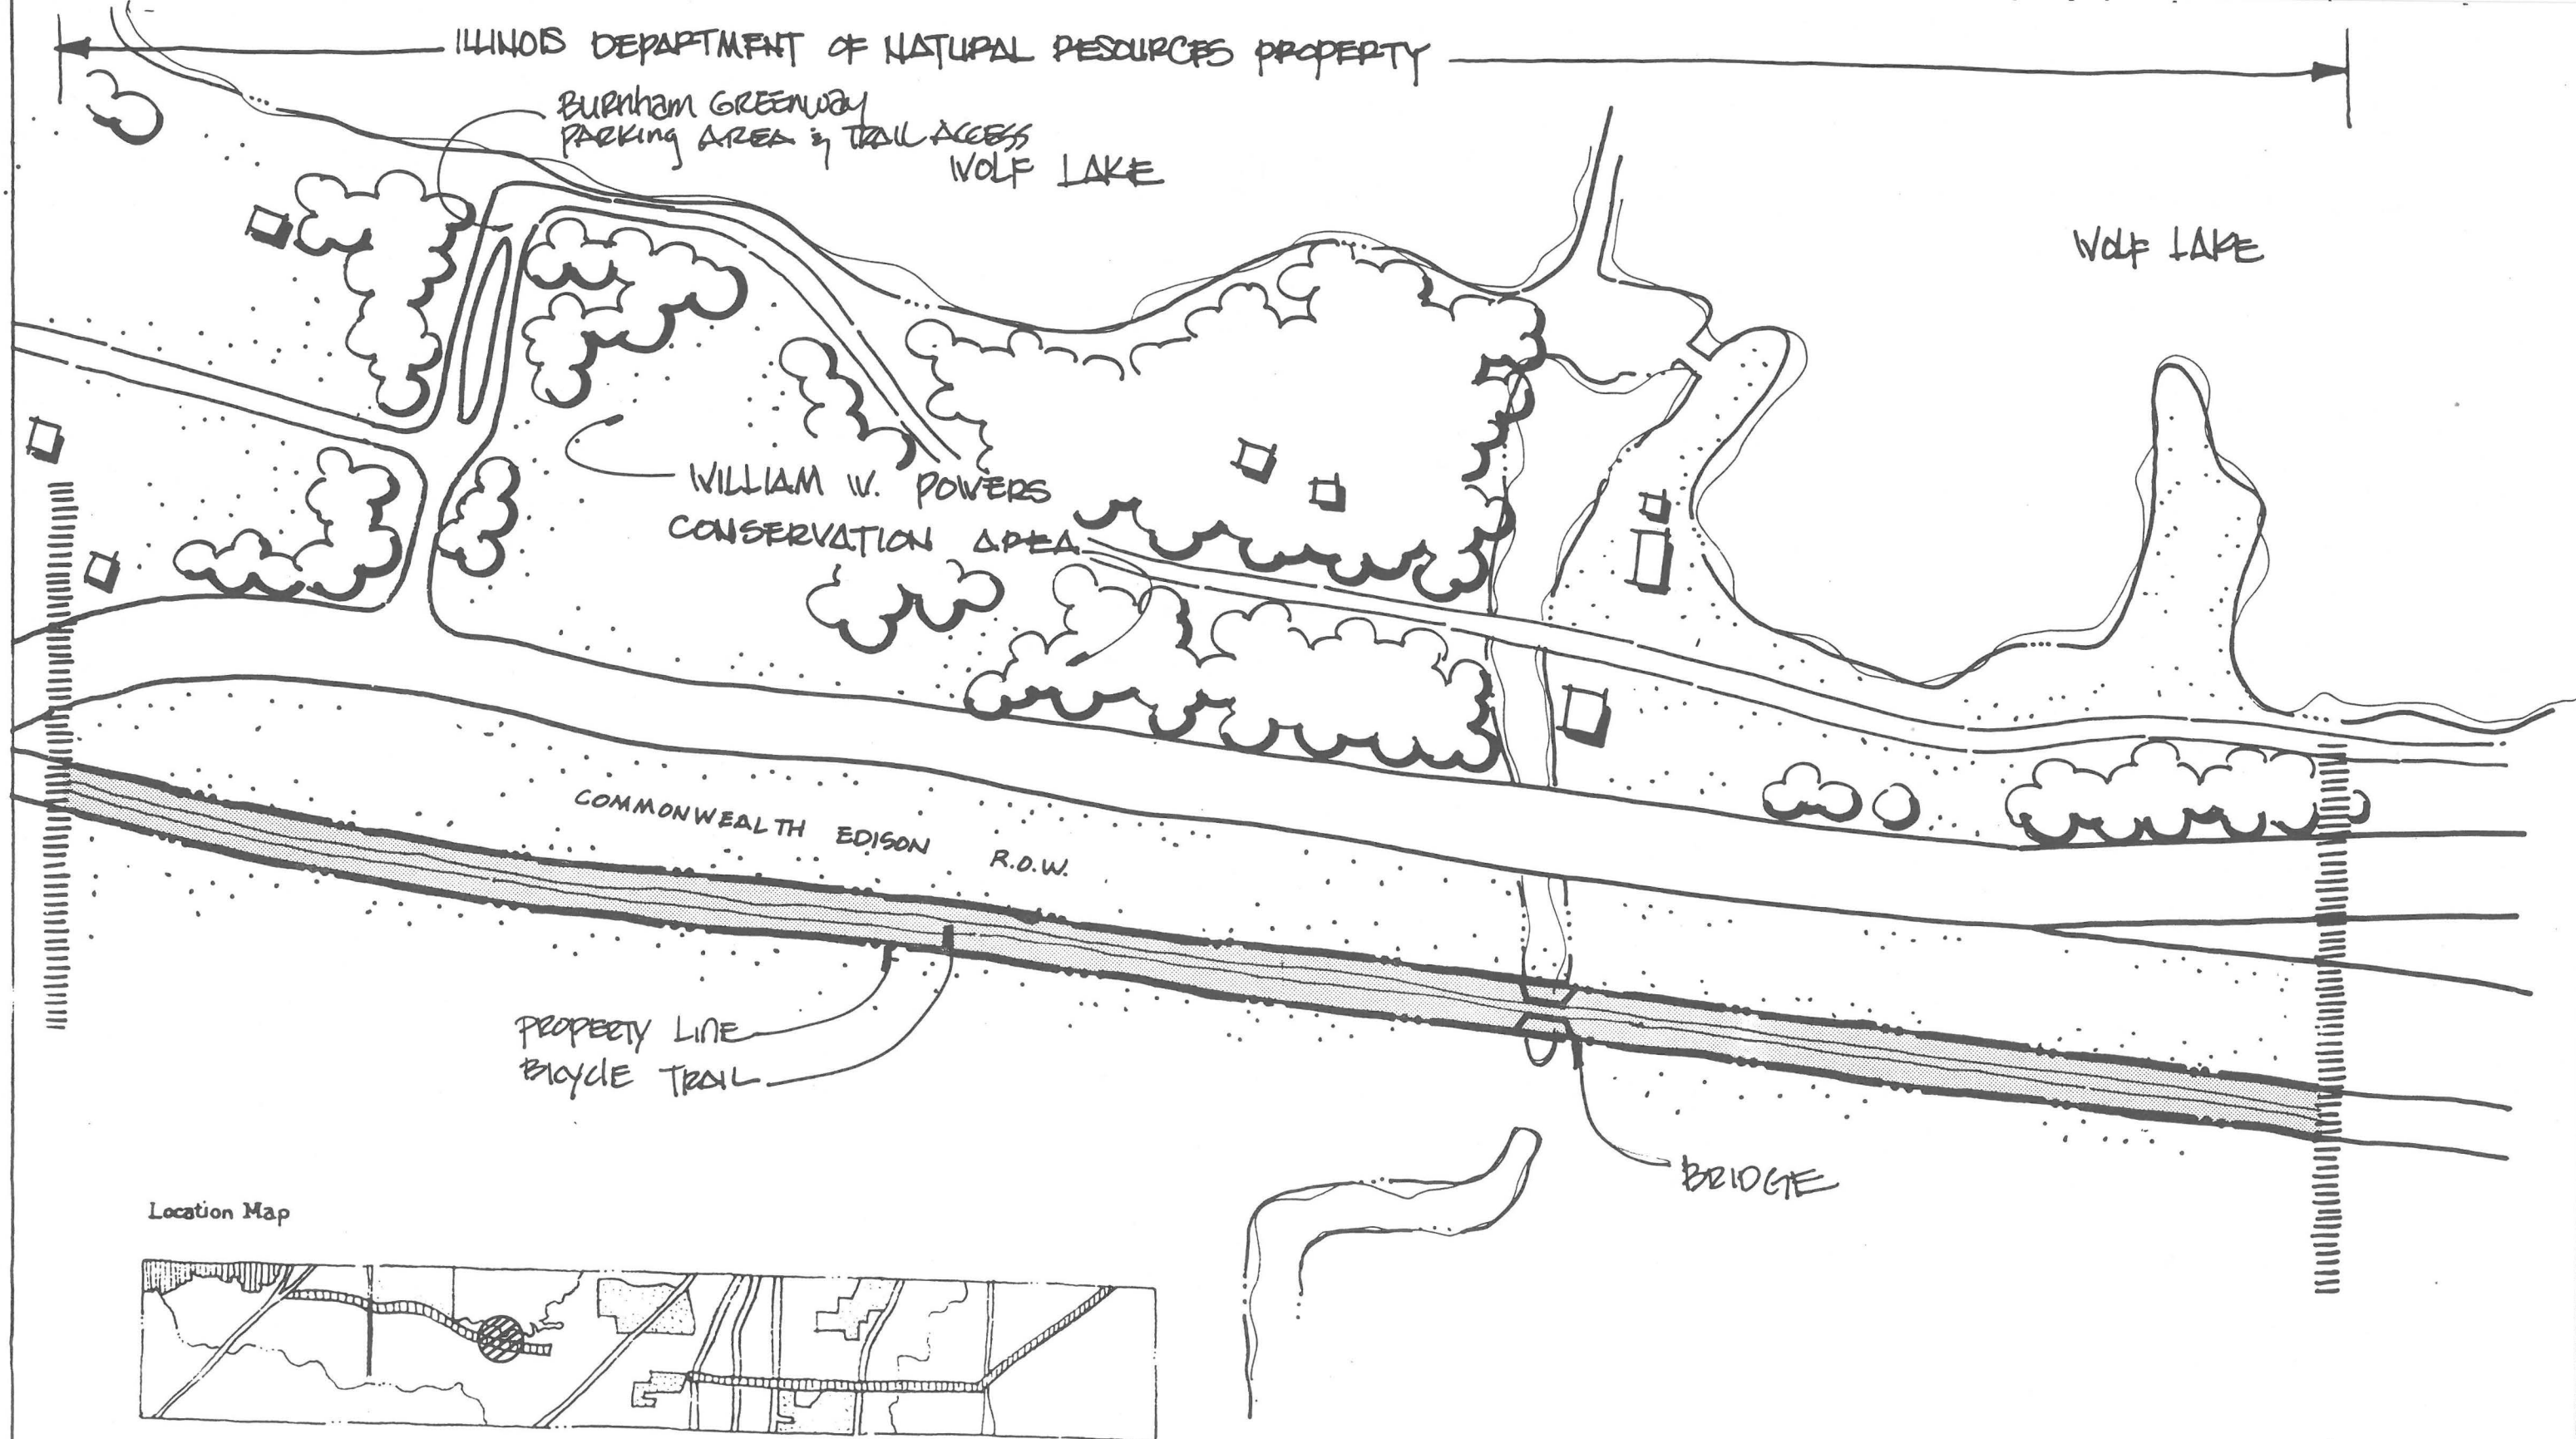 ILLINOIS DEPARTMENT OF NATURAL RESOURCES PROPERTY
BURNHAM GREENWAY
PARKING AREA & TRAIL ACCESS
WOLF LAKE
WOLF LAKE
WILLIAM W. POWERS
CONSERVATION AREA
COMMONWEALTH EDISON R.O.W.
PROPERTY LINE
BICYCLE TRAIL
BRIDGE
Location Map